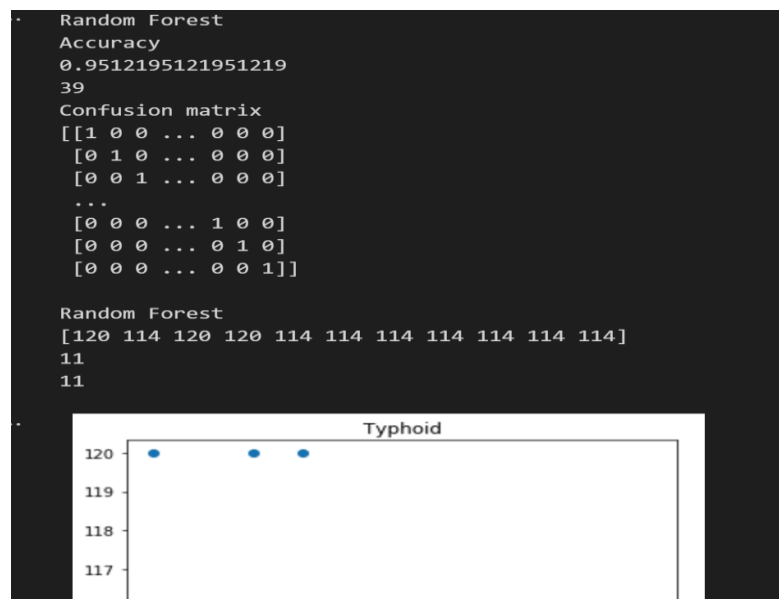 Random Forest
Accuracy
0.9512195121951219
39
Confusion matrix
[[1 0 0 ... 0 0 0]
[0 1 0 ... 0 0 0]
[0 0 1 ... 0 0 0]
...
[0 0 0 ... 1 0 0]
[0 0 0 ... 0 1 0]
[0 0 0 ... 0 0 1]]
Random Forest
[120 114 120 120 114 114 114 114 114 114 114]
11
11
Typhoid
120
119
118
117